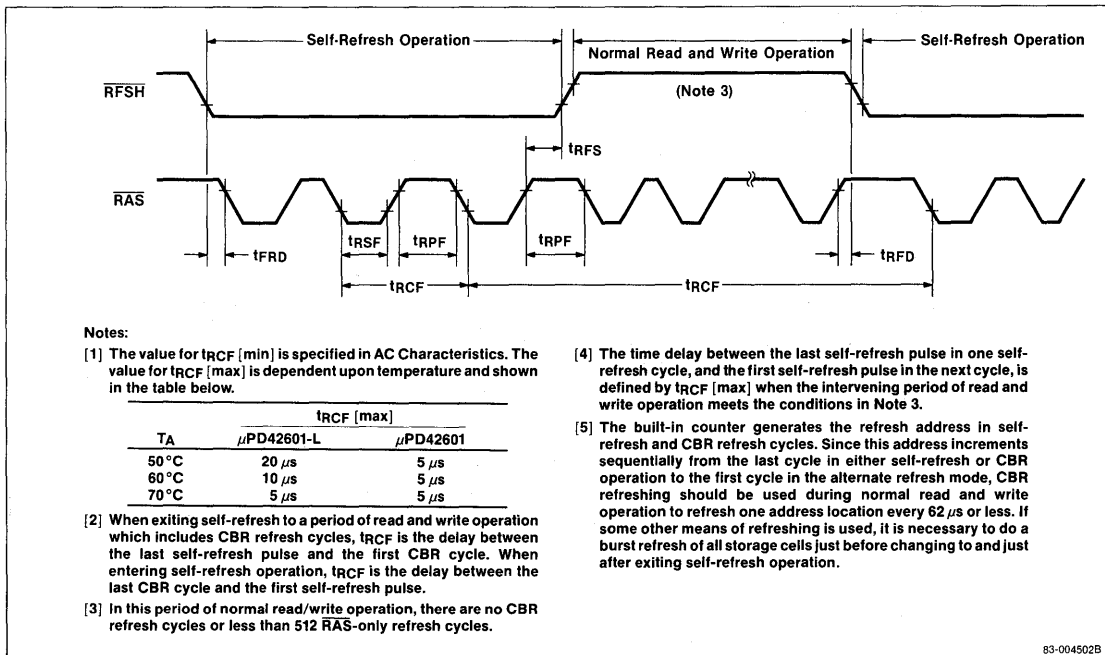 Self-Refresh Operation
Normal Read and Write Operation
Self-Refresh Operation
RFSH
(Note 3)
tRFS
RAS
tFRD
tRSF
tRPF
tRPF
tRFD
tRCF
tRCF
Notes:
[1] The value for tRCF [min] is specified in AC Characteristics. The
value for tRCF [max] is dependent upon temperature and shown
in the table below.
tRCF [max]
TA μPD42601-L μPD42601
50°C 20 μs 5 μs
60°C 10 μs 5 μs
70°C 5 μs 5 μs
[2] When exiting self-refresh to a period of read and write operation
which includes CBR refresh cycles, tRCF is the delay between
the last self-refresh pulse and the first CBR cycle. When
entering self-refresh operation, tRCF is the delay between the
last CBR cycle and the first self-refresh pulse.
[3] In this period of normal read/write operation, there are no CBR
refresh cycles or less than 512 RAS-only refresh cycles.
[4] The time delay between the last self-refresh pulse in one self-
refresh cycle, and the first self-refresh pulse in the next cycle, is
defined by tRCF [max] when the intervening period of read and
write operation meets the conditions in Note 3.
[5] The built-in counter generates the refresh address in self-
refresh and CBR refresh cycles. Since this address increments
sequentially from the last cycle in either self-refresh or CBR
operation to the first cycle in the alternate refresh mode, CBR
refreshing should be used during normal read and write
operation to refresh one address location every 62 μs or less. If
some other means of refreshing is used, it is necessary to do a
burst refresh of all storage cells just before changing to and just
after exiting self-refresh operation.
83-004502B